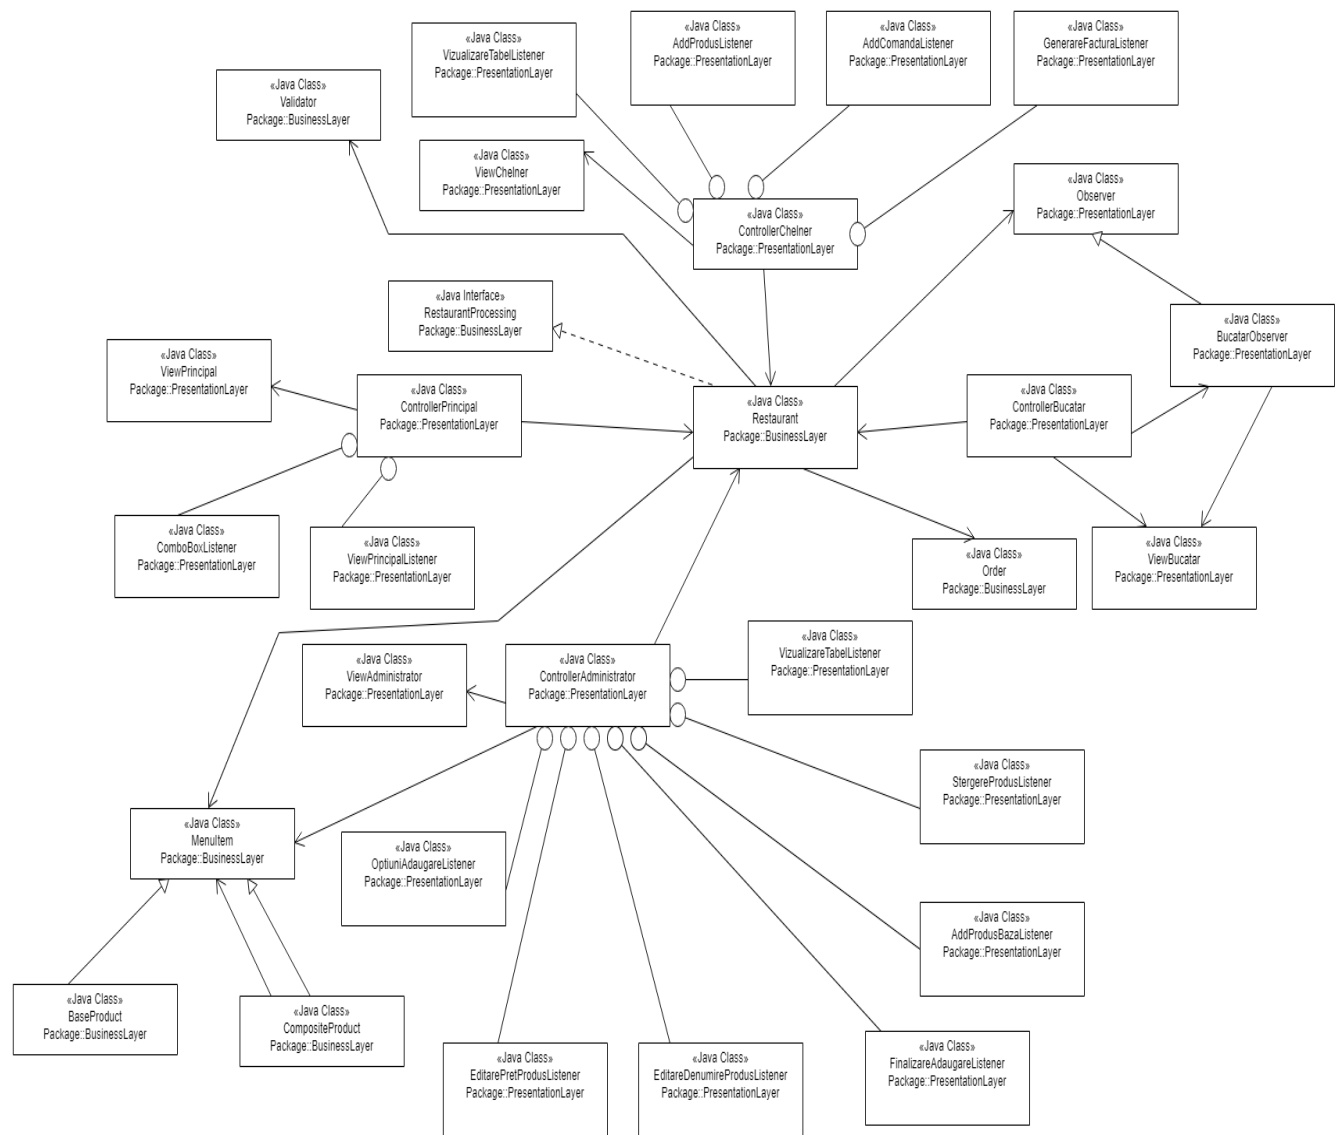 «Java Class»
VizualizareTabelListener
Package::PresentationLayer
«Java Class»
AddProdusListener
Package::PresentationLayer
«Java Class»
AddComandaListener
Package::PresentationLayer
«Java Class»
GenerareFacturaListener
Package::PresentationLayer
«Java Class»
Validator
Package::BusinessLayer
«Java Class»
ViewChelner
Package::PresentationLayer
«Java Class»
ControllerChelner
Package::PresentationLayer
«Java Class»
Observer
Package::PresentationLayer
«Java Interface»
RestaurantProcessing
Package::BusinessLayer
«Java Class»
BucatarObserver
Package::PresentationLayer
«Java Class»
ViewPrincipal
Package::PresentationLayer
«Java Class»
ControllerPrincipal
Package::PresentationLayer
«Java Class»
Restaurant
Package::BusinessLayer
«Java Class»
ControllerBucatar
Package::PresentationLayer
«Java Class»
ComboBoxListener
Package::PresentationLayer
«Java Class»
ViewPrincipalListener
Package::PresentationLayer
«Java Class»
Order
Package::BusinessLayer
«Java Class»
ViewBucatar
Package::PresentationLayer
«Java Class»
ViewAdministrator
Package::PresentationLayer
«Java Class»
ControllerAdministrator
Package::PresentationLayer
«Java Class»
VizualizareTabelListener
Package::PresentationLayer
«Java Class»
StergereProdusListener
Package::PresentationLayer
«Java Class»
MenuItem
Package::BusinessLayer
«Java Class»
OptiuniAdaugareListener
Package::PresentationLayer
«Java Class»
AddProdusBazaListener
Package::PresentationLayer
«Java Class»
BaseProduct
Package::BusinessLayer
«Java Class»
CompositeProduct
Package::BusinessLayer
«Java Class»
EditarePretProdusListener
Package::PresentationLayer
«Java Class»
EditareDenumireProdusListener
Package::PresentationLayer
«Java Class»
FinalizareAdaugareListener
Package::PresentationLayer